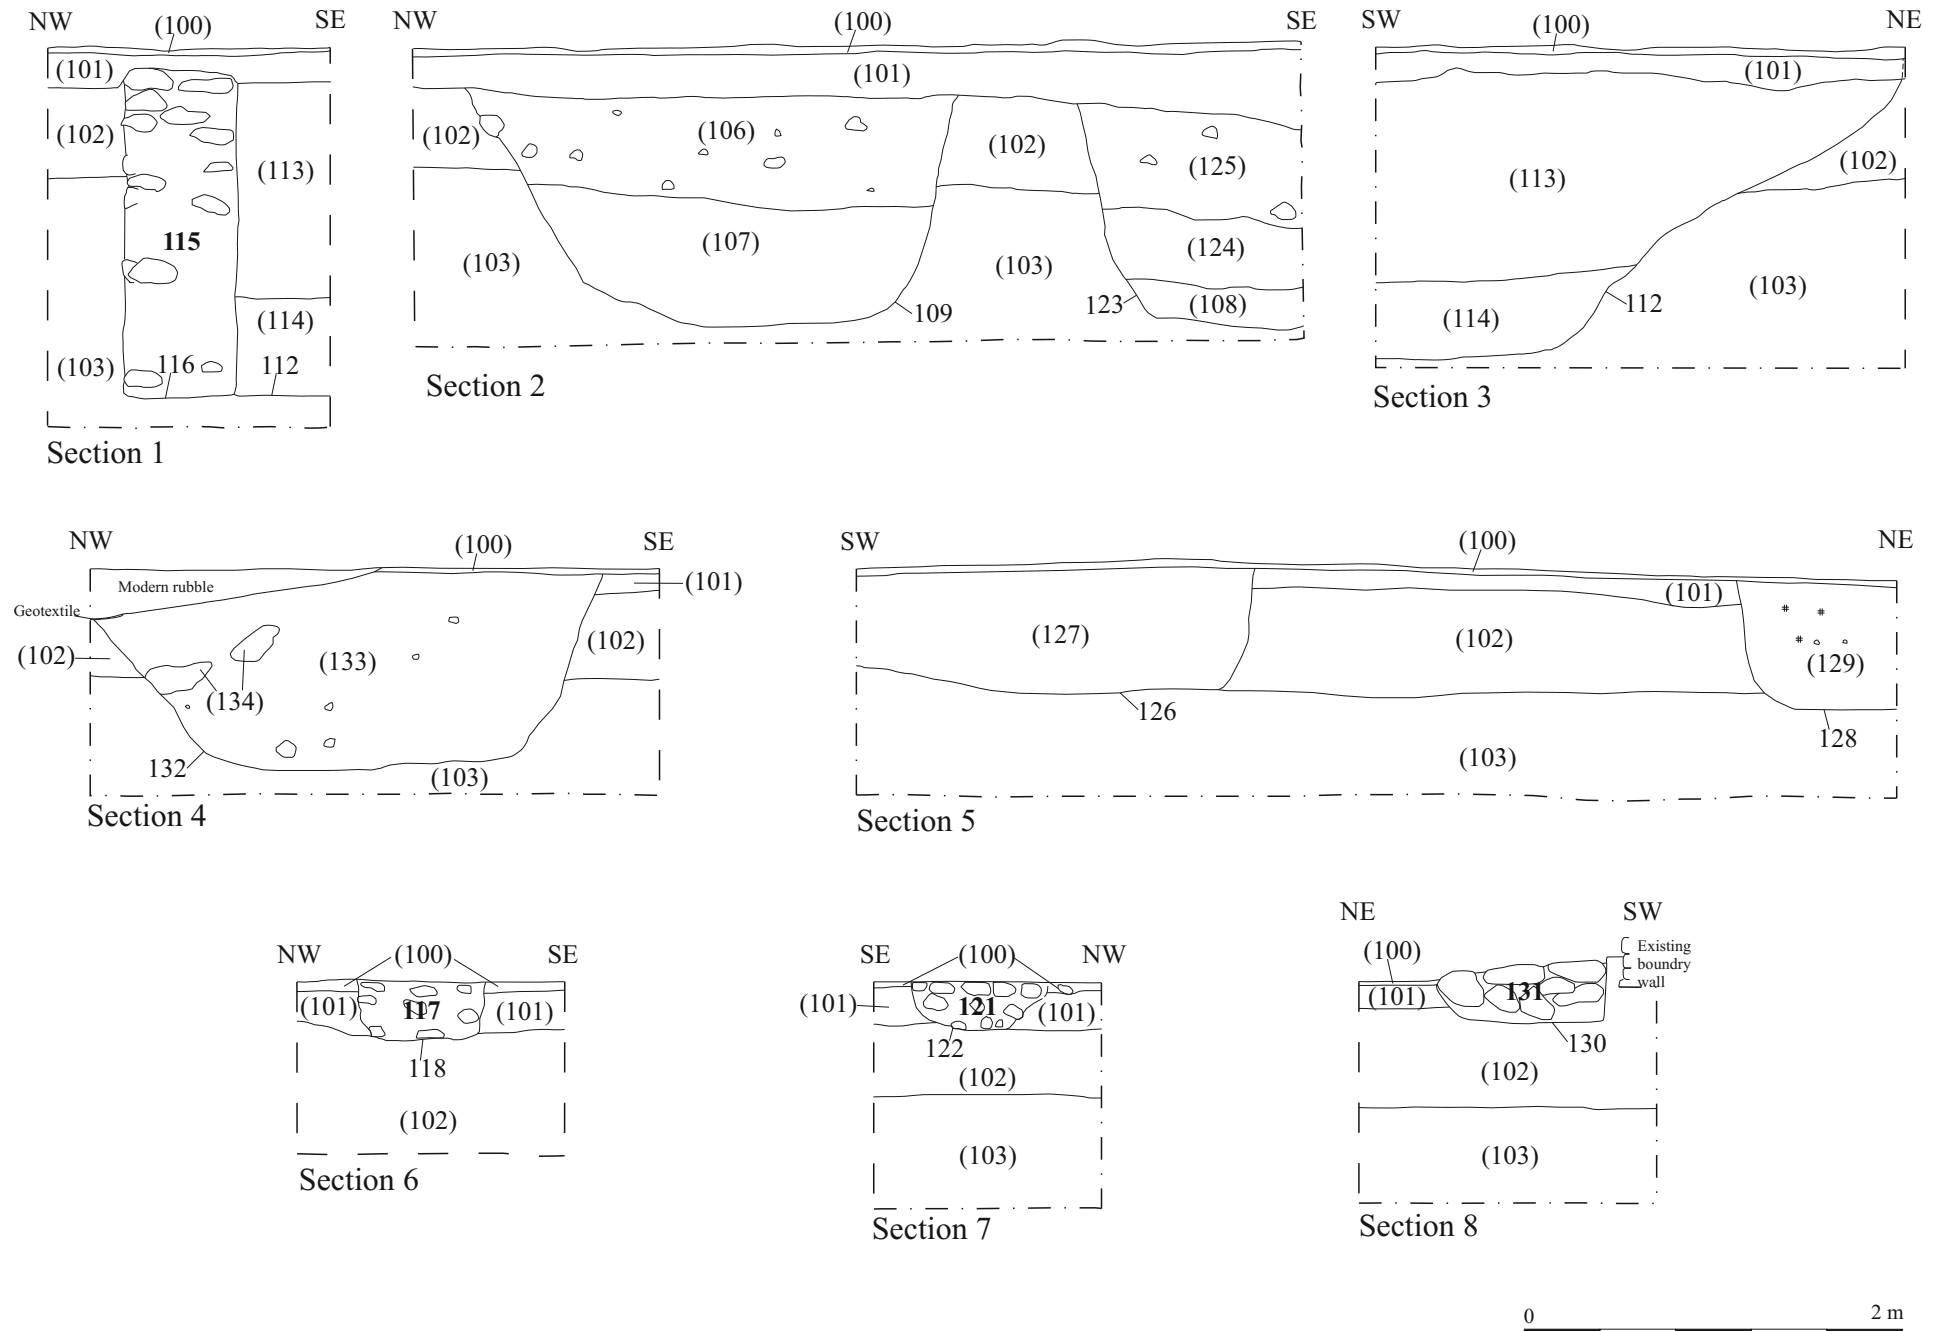 NW SE
(100)
(101)
(102)
(113)
115
(114)
(103) 116 112
Section 1
NW (100) SE
(101)
(106)
(102) (102)
(125)
(107) (124)
(103) (103)
123 (108)
109
Section 2
SW (100) NE
(101)
(102)
(113)
(103)
112
(114)
Section 3
NW (100) SE
Modern rubble (101)
Geotextile
(102) (133) (102)
(134)
132 (103)
Section 4
SW (100) NE
(101)
(127) (102)
(129)
126
128
(103)
Section 5
NW (100) SE
(101) 117 (101)
118
(102)
Section 6
SE (100) NW
(101) 121 (101)
122
(102)
(103)
Section 7
NE SW
(100) Existing
boundry
(101) 131 wall
130
(102)
(103)
Section 8
0 2 m